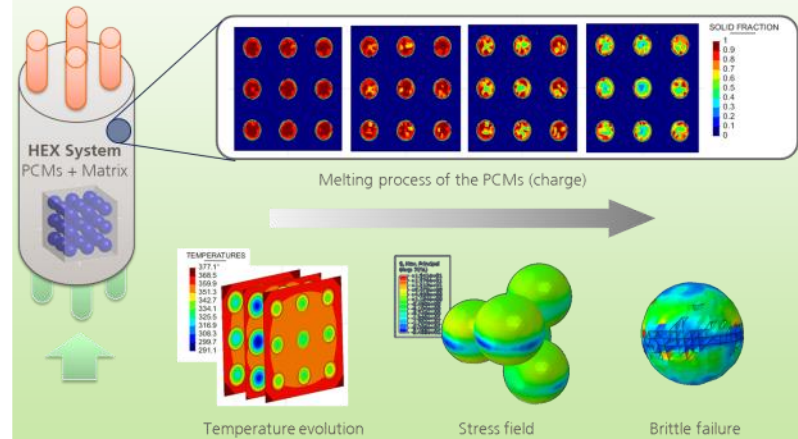 SOLID FRACTION
1
0.9
0.8
0.7
0.6
0.5
0.4
0.3
0.2
0.1
0
HEX System
PCMs + Matrix
Melting process of the PCMs (charge)
TEMPERATURES
377.1
368.5
359.9
351.3
342.7
334.1
325.5
316.9
308.3
299.7
291.1
S, Max. Principal
Temperature evolution
Stress field
Brittle failure